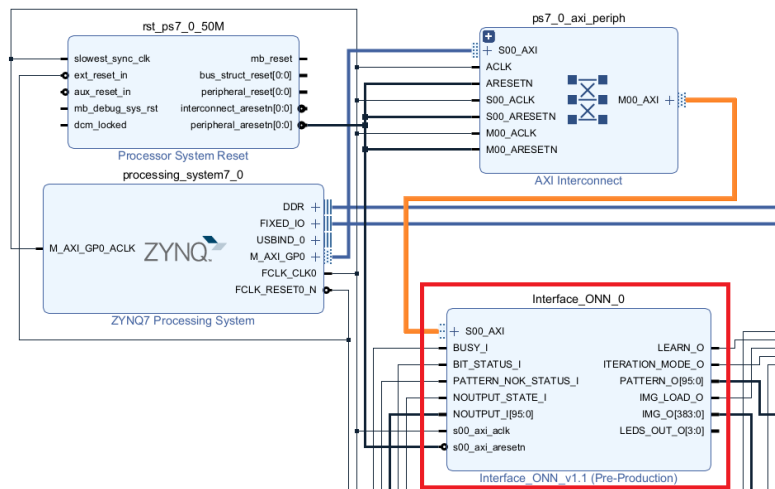 rst_ps7_0_50M
slowest_sync_clk
ext_reset_in
aux_reset_in
mb_debug_sys_rst
dcm_locked
mb_reset
bus_struct_reset[0:0]
peripheral_reset[0:0]
interconnect_aresetn[0:0]
peripheral_aresetn[0:0]
Processor System Reset
ps7_0_axi_periph
S00_AXI
ACLK
ARESETN
S00_ACLK
S00_ARESETN
M00_ACLK
M00_ARESETN
M00_AXI
AXI Interconnect
processing_system7_0
M_AXI_GP0_ACLK
ZYNQ
DDR
FIXED_IO
USBIND_0
M_AXI_GP0
FCLK_CLK0
FCLK_RESET0_N
ZYNQ7 Processing System
Interface_ONN_0
S00_AXI
BUSY_I
BIT_STATUS_I
PATTERN_NOK_STATUS_I
NOUTPUT_STATE_I
NOUTPUT_I[95:0]
s00_axi_aclk
s00_axi_aresetn
LEARN_O
ITERATION_MODE_O
PATTERN_O[95:0]
IMG_LOAD_O
IMG_O[383:0]
LEDS_OUT_O[3:0]
Interface_ONN_v1.1 (Pre-Production)